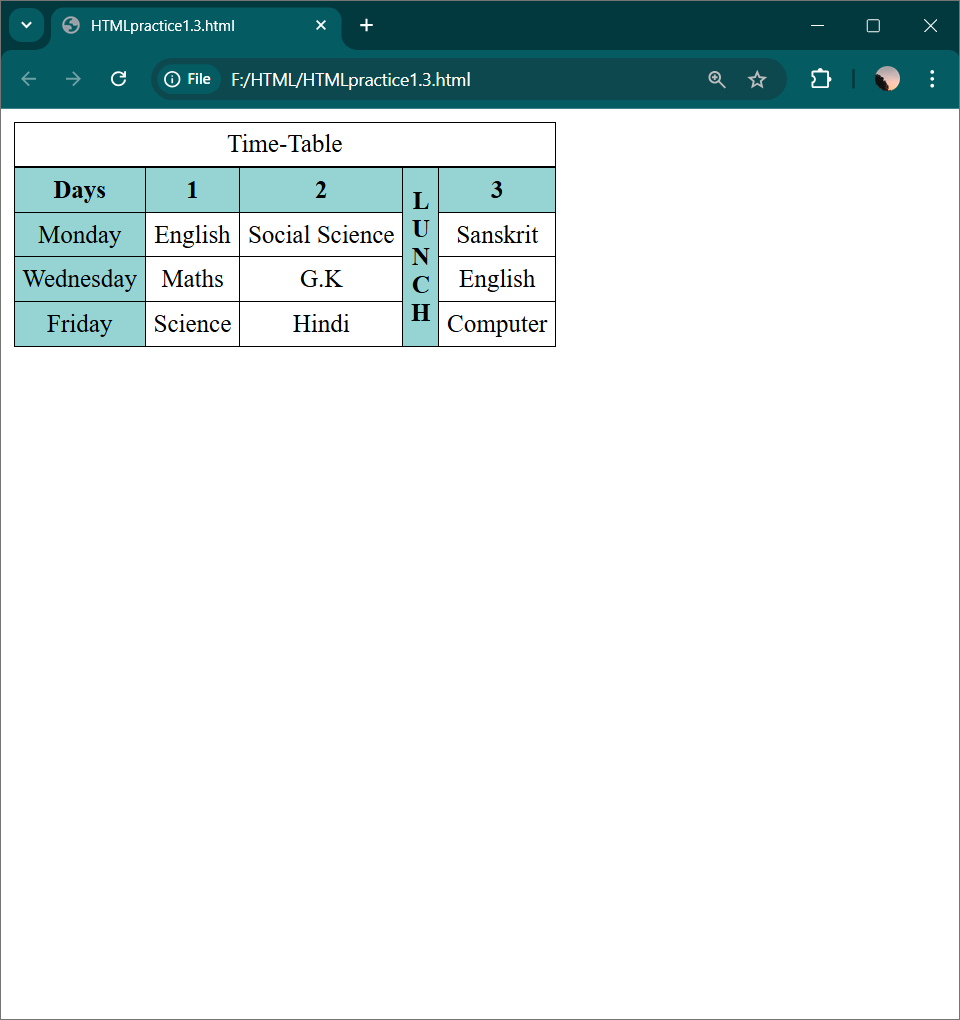 HTMLpractice1.3.html
File F:/HTML/HTMLpractice1.3.html
Time-Table
Days 1 2 L U N C H 3
Monday English Social Science Sanskrit
Wednesday Maths G.K English
Friday Science Hindi Computer